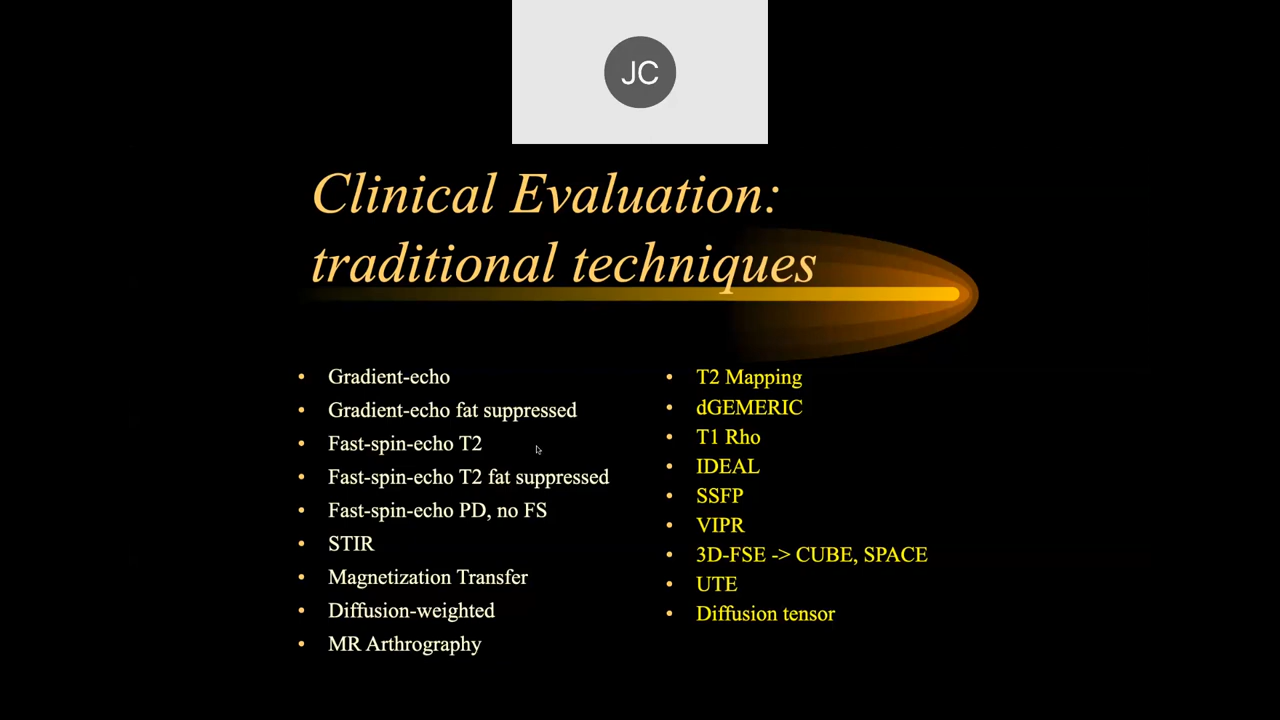 JC
Clinical Evaluation:
traditional techniques
• Gradient-echo
• Gradient-echo fat suppressed
• Fast-spin-echo T2
• Fast-spin-echo T2 fat suppressed
• Fast-spin-echo PD, no FS
• STIR
• Magnetization Transfer
• Diffusion-weighted
• MR Arthrography
• T2 Mapping
• dGEMERIC
• T1 Rho
• IDEAL
• SSFP
• VIPR
• 3D-FSE -> CUBE, SPACE
• UTE
• Diffusion tensor